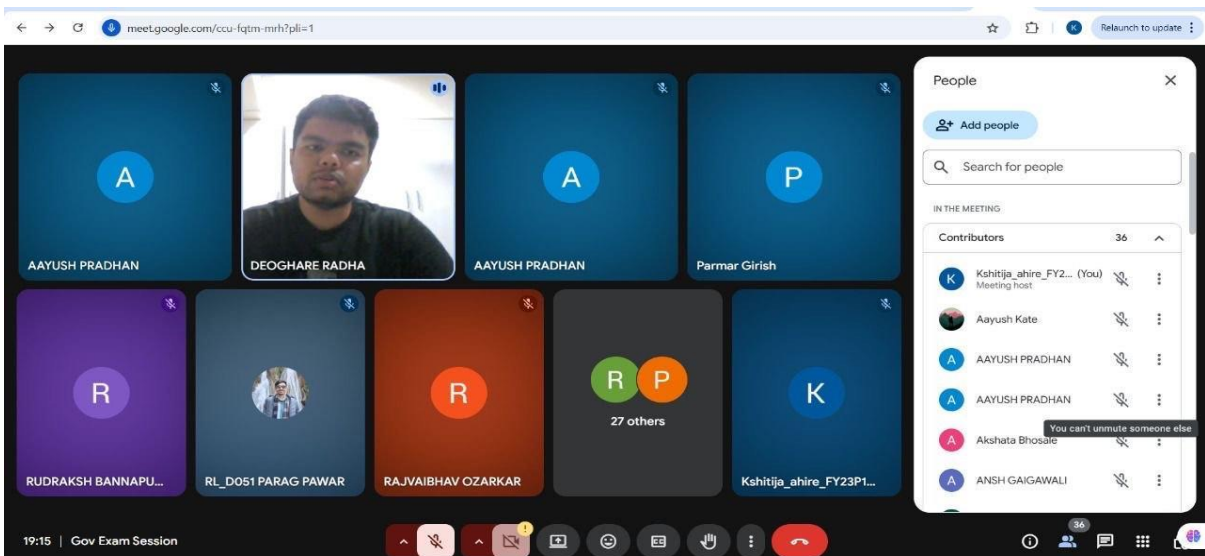 meet.google.com/ccu-fqtm-mrh?pli=1
K
Relaunch to update
A
AAYUSH PRADHAN
DEOGHARE RADHA
A
AAYUSH PRADHAN
P
Parmar Girish
R
RUDRAKSH BANNAPU...
RL_D051 PARAG PAWAR
R
RAJVAIBHAV OZARKAR
R P
27 others
K
Kshitija_ahire_FY23P1...
People
Add people
Search for people
IN THE MEETING
Contributors 36
K Kshitija_ahire_FY2... (You)
Meeting host
Aayush Kate
A AAYUSH PRADHAN
A AAYUSH PRADHAN
You can't unmute someone else
A Akshata Bhosale
A ANSH GAIGAWALI
19:15 | Gov Exam Session
!
CC
36